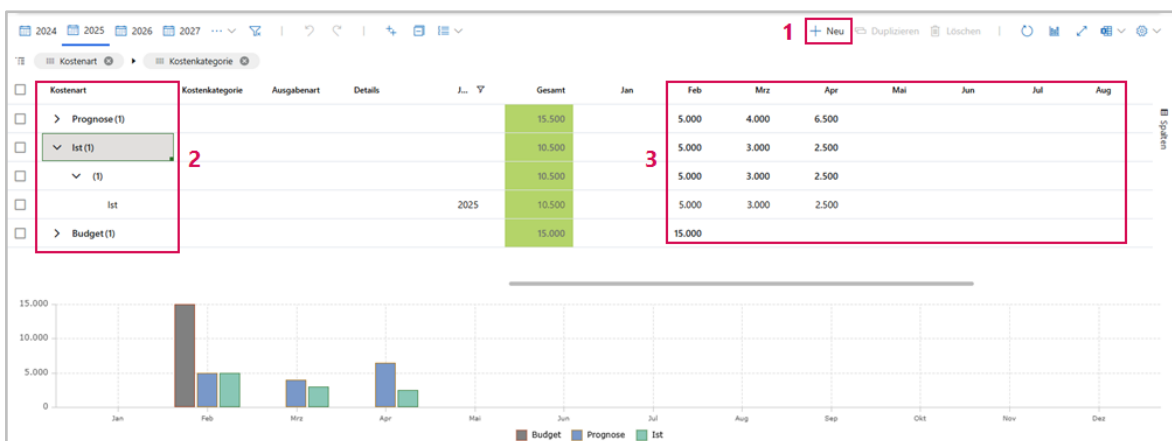 2024 2025 2026 2027 ... 1 Neu Duplizieren Löschen
Kostenart Kostenkategorie
Kostenart Kostenkategorie Ausgabenart Details J... Gesamt Jan Feb Mrz Apr Mai Jun Jul Aug
Prognose (1) 15.500 5.000 4.000 6.500
Ist (1) 10.500 5.000 3.000 2.500
2 3
(1) 10.500 5.000 3.000 2.500
Ist 2025 10.500 5.000 3.000 2.500
Budget (1) 15.000 15.000
Spalten
15.000
10.000
5.000
0
Jan Feb Mrz Apr Mai Jun Jul Aug Sep Okt Nov Dez
Budget Prognose Ist